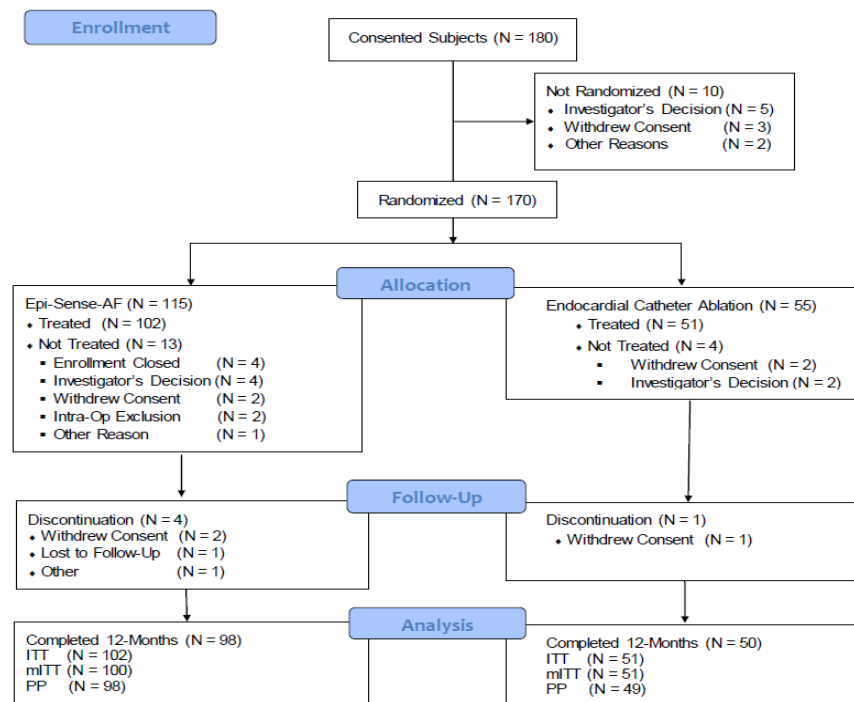 Enrollment
Consented Subjects (N = 180)
Not Randomized (N = 10)
⬥ Investigator's Decision (N = 5)
⬥ Withdrew Consent (N = 3)
⬥ Other Reasons (N = 2)
Randomized (N = 170)
Allocation
Epi-Sense-AF (N = 115)
⬥ Treated (N = 102)
⬥ Not Treated (N = 13)
▪ Enrollment Closed (N = 4)
▪ Investigator's Decision (N = 4)
▪ Withdrew Consent (N = 2)
▪ Intra-Op Exclusion (N = 2)
▪ Other Reason (N = 1)
Endocardial Catheter Ablation (N = 55)
⬥ Treated (N = 51)
⬥ Not Treated (N = 4)
▪ Withdrew Consent (N = 2)
▪ Investigator's Decision (N = 2)
Follow-Up
Discontinuation (N = 4)
⬥ Withdrew Consent (N = 2)
⬥ Lost to Follow-Up (N = 1)
⬥ Other (N = 1)
Discontinuation (N = 1)
⬥ Withdrew Consent (N = 1)
Analysis
Completed 12-Months (N = 98)
ITT (N = 102)
mITT (N = 100)
PP (N = 98)
Completed 12-Months (N = 50)
ITT (N = 51)
mITT (N = 51)
PP (N = 49)